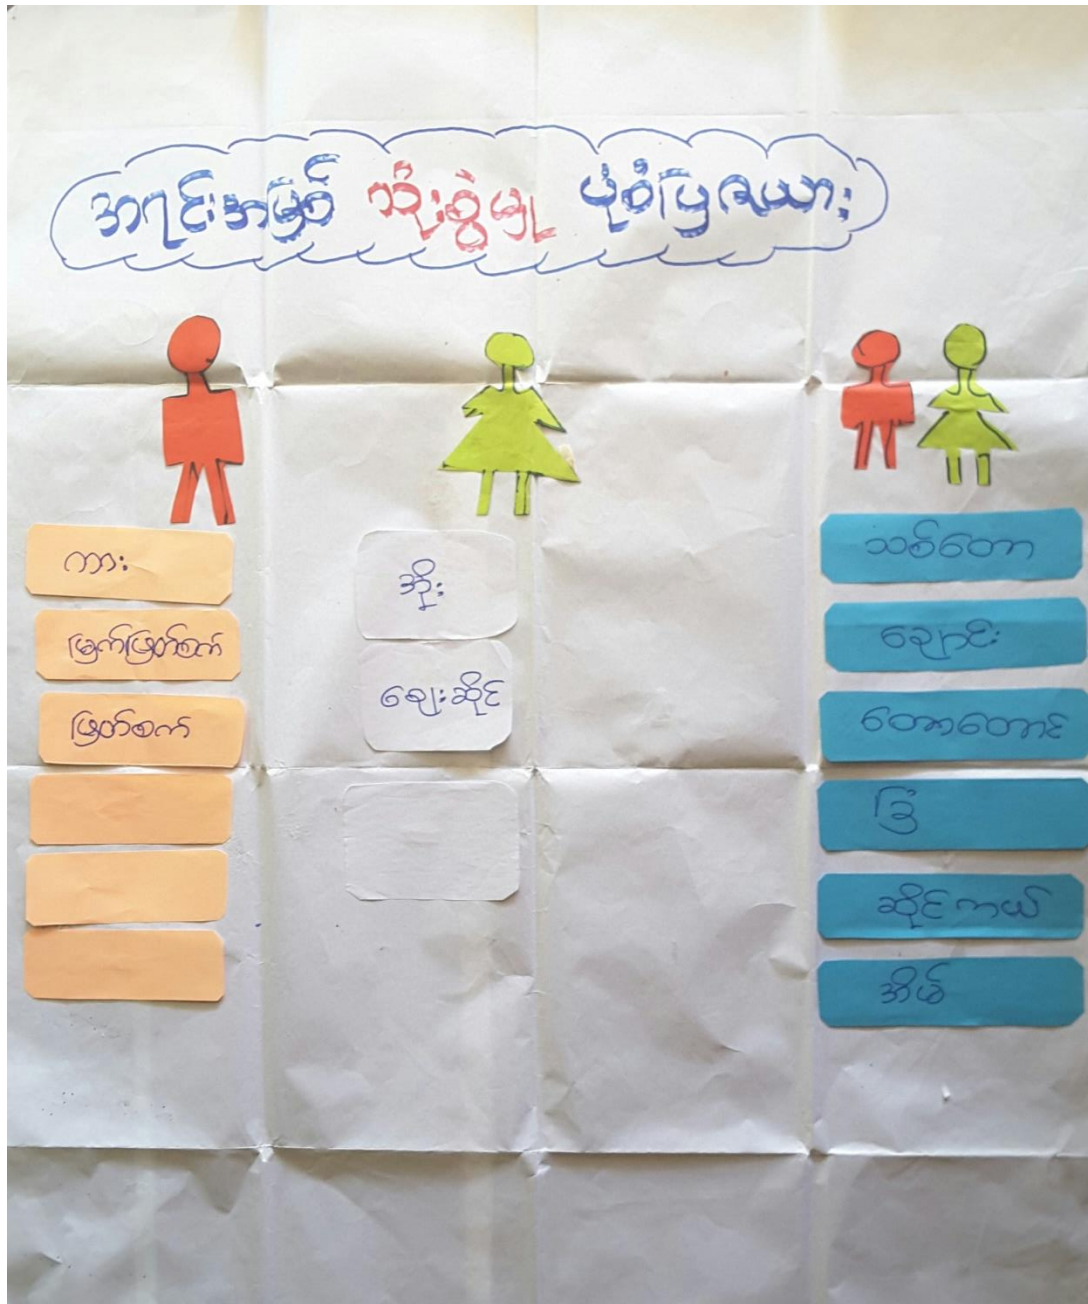 အရင်းအမြစ် သုံးစွဲမှု ပုံစံပြဇယား
ကား
မြက်ဖြတ်စက်
ဖြတ်စက်
အိုး
ဈေးဆိုင်
သစ်တော
ချောင်း
တောတောင်
ခြံ
ဆိုင်ကယ်
အိမ်